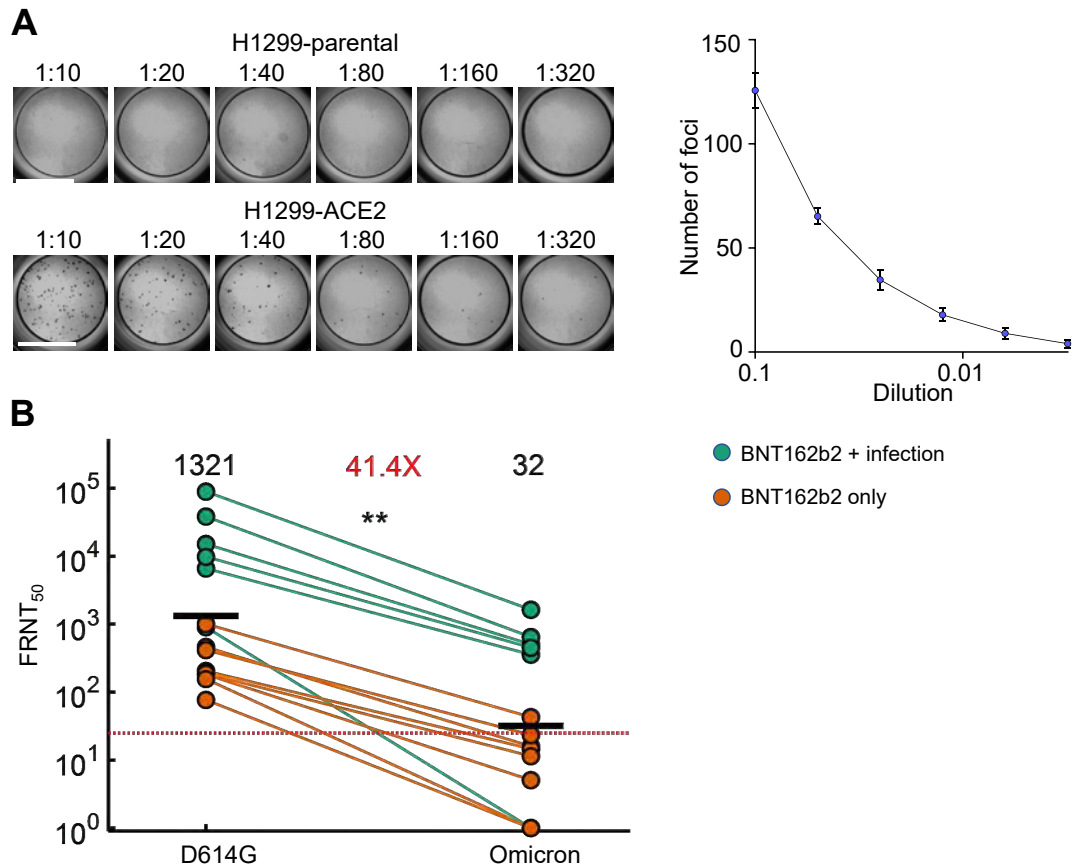 A
H1299-parental
1:10 1:20 1:40 1:80 1:160 1:320
H1299-ACE2
1:10 1:20 1:40 1:80 1:160 1:320
150
100
50
0
Number of foci
0.1 0.01
Dilution
B
1321 41.4X 32
**
10^5
10^4
10^3
10^2
10^1
10^0
FRNT50
D614G Omicron
BNT162b2 + infection
BNT162b2 only